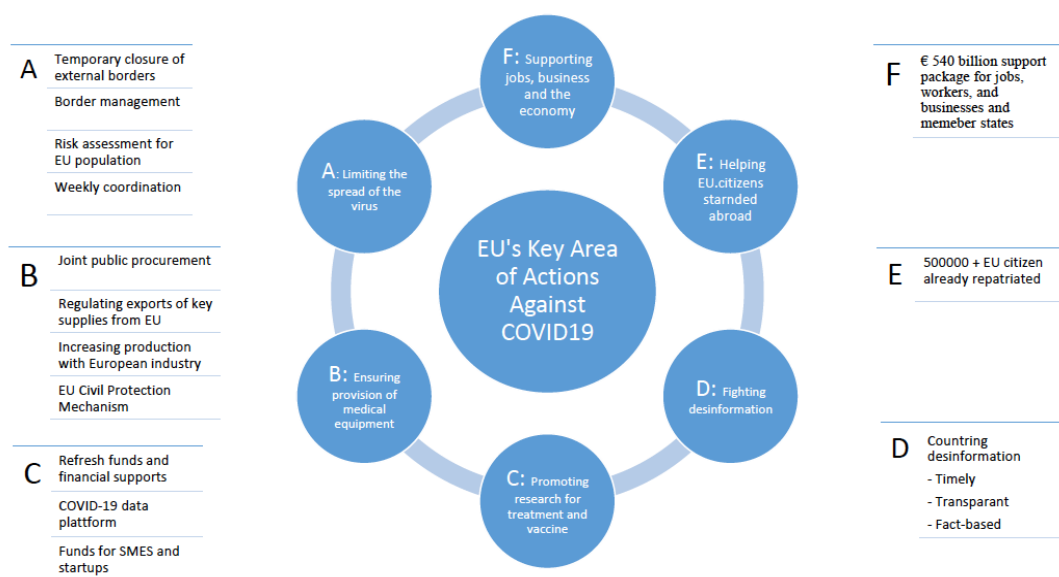 A
Temporary closure of
external borders
Border management
Risk assessment for
EU population
Weekly coordination
B
Joint public procurement
Regulating exports of key
supplies from EU
Increasing production
with European industry
EU Civil Protection
Mechanism
C
Refresh funds and
financial supports
COVID-19 data
plattform
Funds for SMES and
startups
F: Supporting
jobs, business
and the
economy
A: Limiting the
spread of the
virus
E: Helping
EU.citizens
starnded
abroad
EU's Key Area
of Actions
Against
COVID19
B: Ensuring
provision of
medical
equipment
D: Fighting
desinformation
C: Promoting
research for
treatment and
vaccine
F
€ 540 billion support
package for jobs,
workers, and
businesses and
memeber states
E
500000 + EU citizen
already repatriated
D
Countring
desinformation
- Timely
- Transparant
- Fact-based